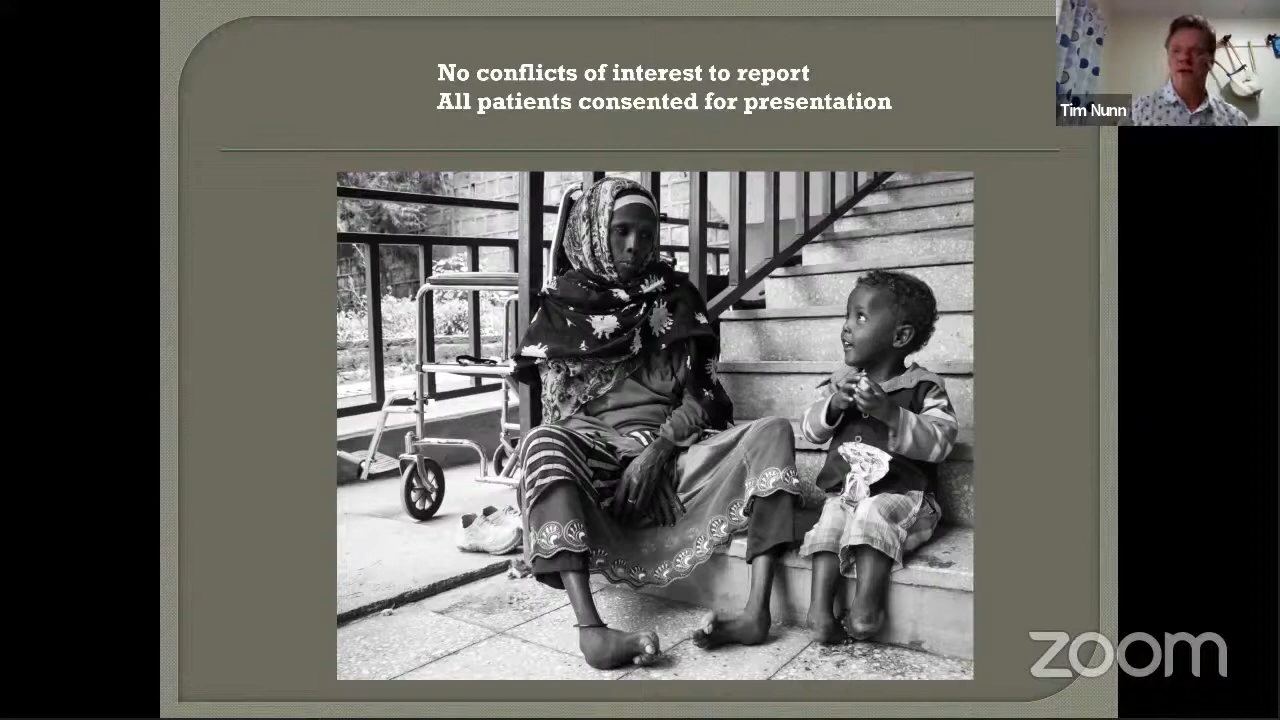 No conflicts of interest to report
All patients consented for presentation
Tim Nunn
zoom